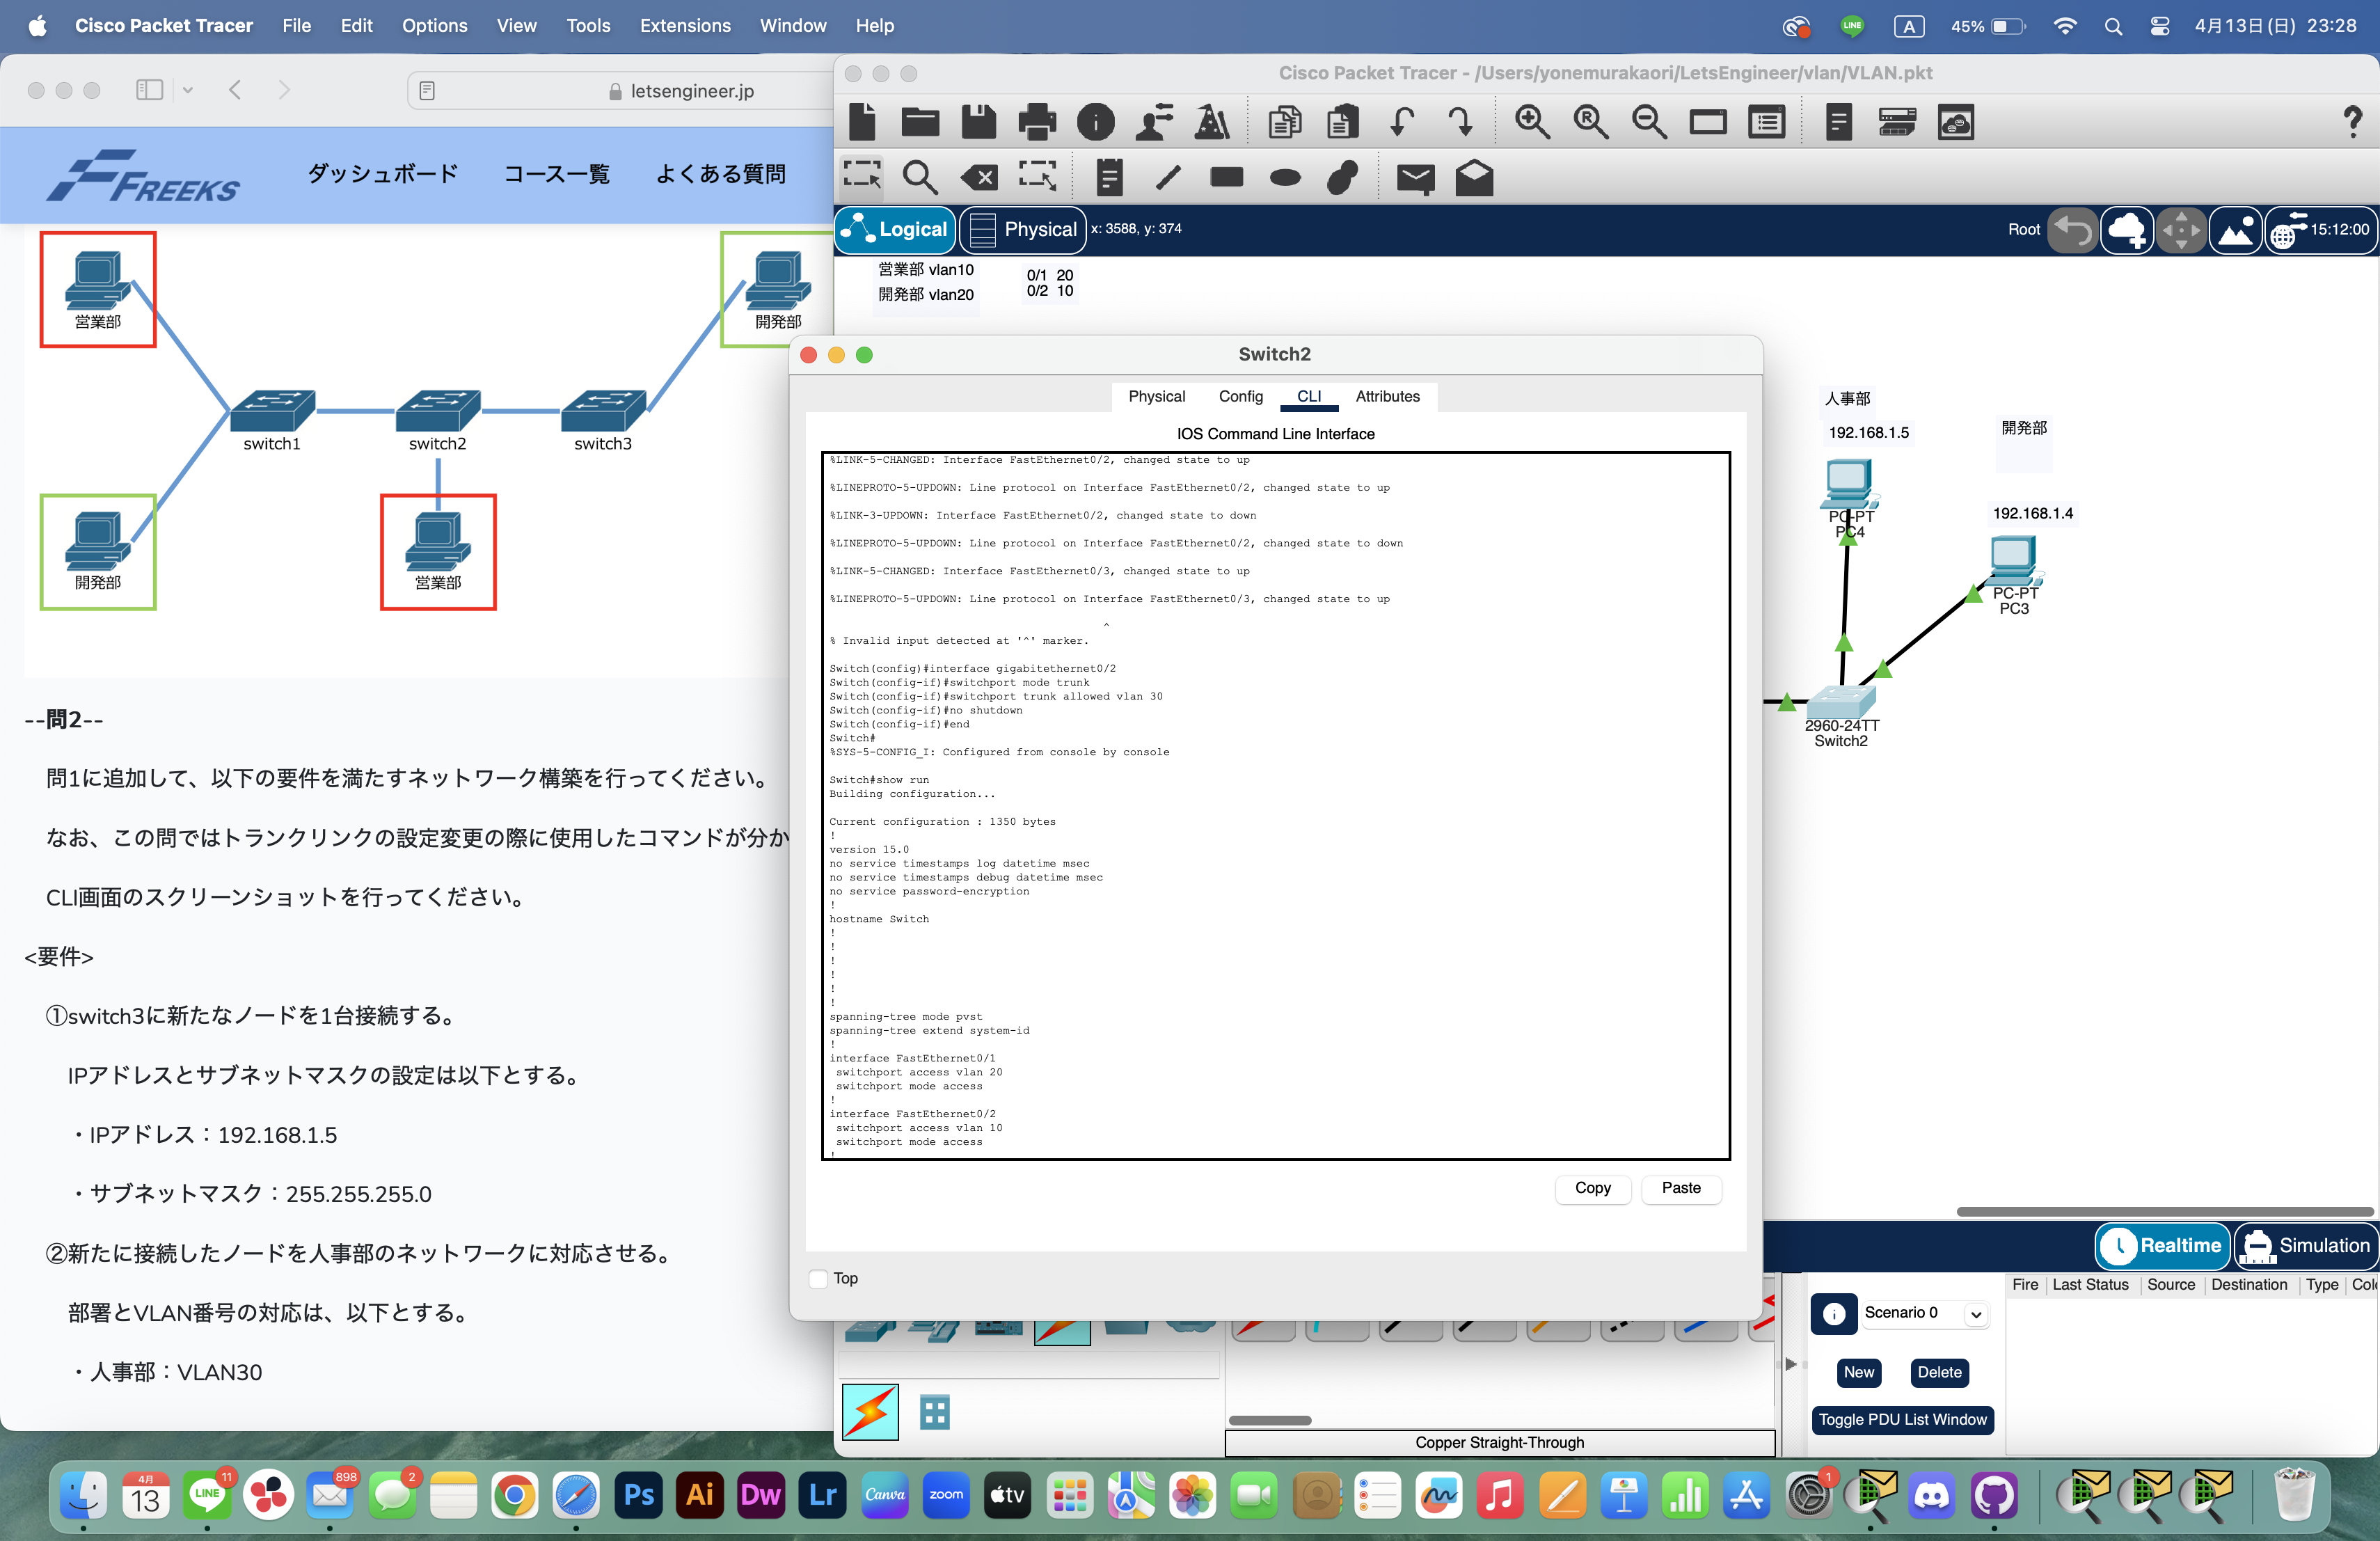 Cisco Packet Tracer File Edit Options View Tools Extensions Window Help
LINE A 45% 4月13日(日) 23:28
letsengineer.jp
FREEKS ダッシュボード コース一覧 よくある質問
営業部
開発部
switch1
switch2
switch3
開発部
営業部
--問2--
問1に追加して、以下の要件を満たすネットワーク構築を行ってください。
なお、この問ではトランクリンクの設定変更の際に使用したコマンドが分か
CLI画面のスクリーンショットを行ってください。
<要件>
①switch3に新たなノードを1台接続する。
IPアドレスとサブネットマスクの設定は以下とする。
・IPアドレス：192.168.1.5
・サブネットマスク：255.255.255.0
②新たに接続したノードを人事部のネットワークに対応させる。
部署とVLAN番号の対応は、以下とする。
・人事部：VLAN30
Cisco Packet Tracer - /Users/yonemurakaori/LetsEngineer/vlan/VLAN.pkt
Logical Physical x: 3588, y: 374 Root 15:12:00
営業部 vlan10
開発部 vlan20
0/1 20
0/2 10
人事部
192.168.1.5
PC-PT
PC4
開発部
192.168.1.4
PC-PT
PC3
2960-24TT
Switch2
Switch2
Physical Config CLI Attributes
IOS Command Line Interface
%LINK-5-CHANGED: Interface FastEthernet0/2, changed state to up
%LINEPROTO-5-UPDOWN: Line protocol on Interface FastEthernet0/2, changed state to up
%LINK-3-UPDOWN: Interface FastEthernet0/2, changed state to down
%LINEPROTO-5-UPDOWN: Line protocol on Interface FastEthernet0/2, changed state to down
%LINK-5-CHANGED: Interface FastEthernet0/3, changed state to up
%LINEPROTO-5-UPDOWN: Line protocol on Interface FastEthernet0/3, changed state to up
^
% Invalid input detected at '^' marker.
Switch(config)#interface gigabitethernet0/2
Switch(config-if)#switchport mode trunk
Switch(config-if)#switchport trunk allowed vlan 30
Switch(config-if)#no shutdown
Switch(config-if)#end
Switch#
%SYS-5-CONFIG_I: Configured from console by console
Switch#show run
Building configuration...
Current configuration : 1350 bytes
!
version 15.0
no service timestamps log datetime msec
no service timestamps debug datetime msec
no service password-encryption
!
hostname Switch
!
!
!
!
!
!
spanning-tree mode pvst
spanning-tree extend system-id
!
interface FastEthernet0/1
switchport access vlan 20
switchport mode access
!
interface FastEthernet0/2
switchport access vlan 10
switchport mode access
!
Copy Paste
Top
Realtime Simulation
Scenario 0
New Delete
Toggle PDU List Window
Fire Last Status Source Destination Type
Copper Straight-Through
4月 13 LINE 11 898 2 Ps Ai Dw Lr Canva zoom tv 1